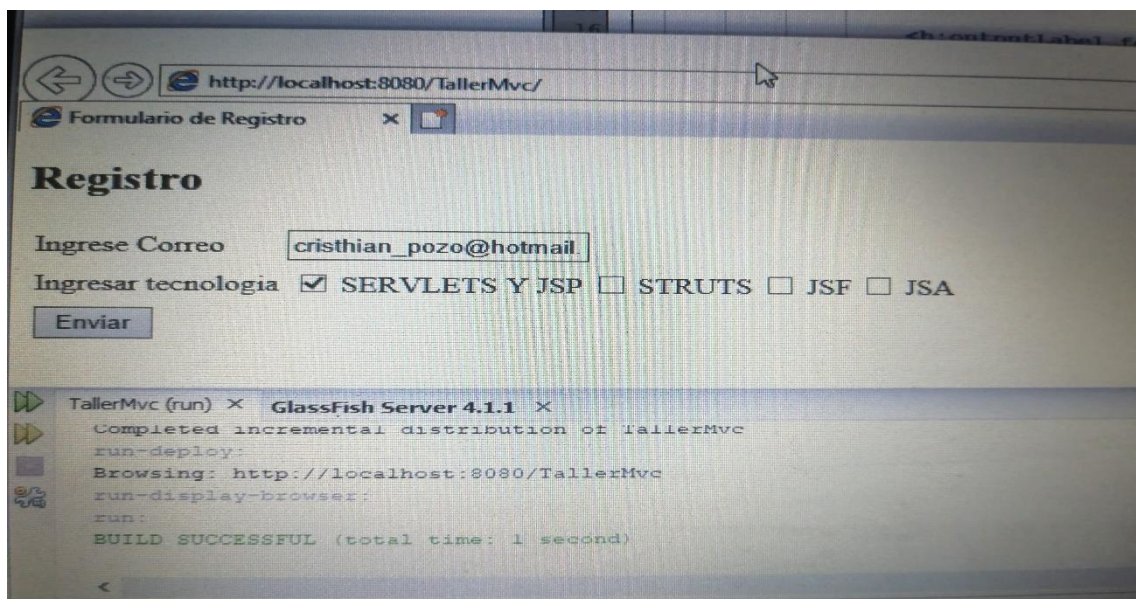 16
<h:outputLabel
http://localhost:8080/TallerMvc/
Formulario de Registro
Registro
Ingrese Correo cristhian_pozo@hotmail.
Ingresar tecnologia SERVLETS Y JSP STRUTS JSF JSA
Enviar
TallerMvc (run) GlassFish Server 4.1.1
Completed incremental distribution of TallerMvc
run-deploy:
Browsing: http://localhost:8080/TallerMvc
run-display-browser:
run:
BUILD SUCCESSFUL (total time: 1 second)